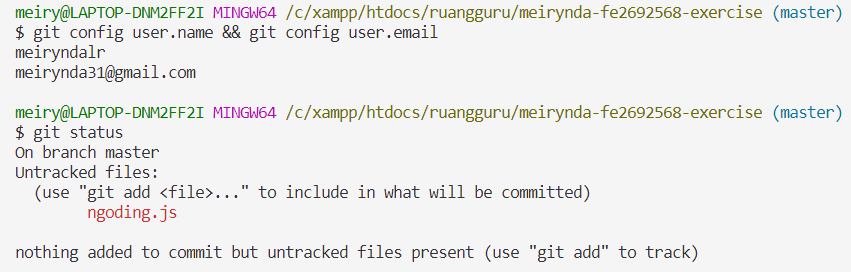 meiry@LAPTOP-DNM2FF2I MINGW64 /c/xampp/htdocs/ruangguru/meirynda-fe2692568-exercise (master)
$ git config user.name && git config user.email
meiryndalr
meirynda31@gmail.com
meiry@LAPTOP-DNM2FF2I MINGW64 /c/xampp/htdocs/ruangguru/meirynda-fe2692568-exercise (master)
$ git status
On branch master
Untracked files:
(use "git add <file>..." to include in what will be committed)
ngoding.js
nothing added to commit but untracked files present (use "git add" to track)